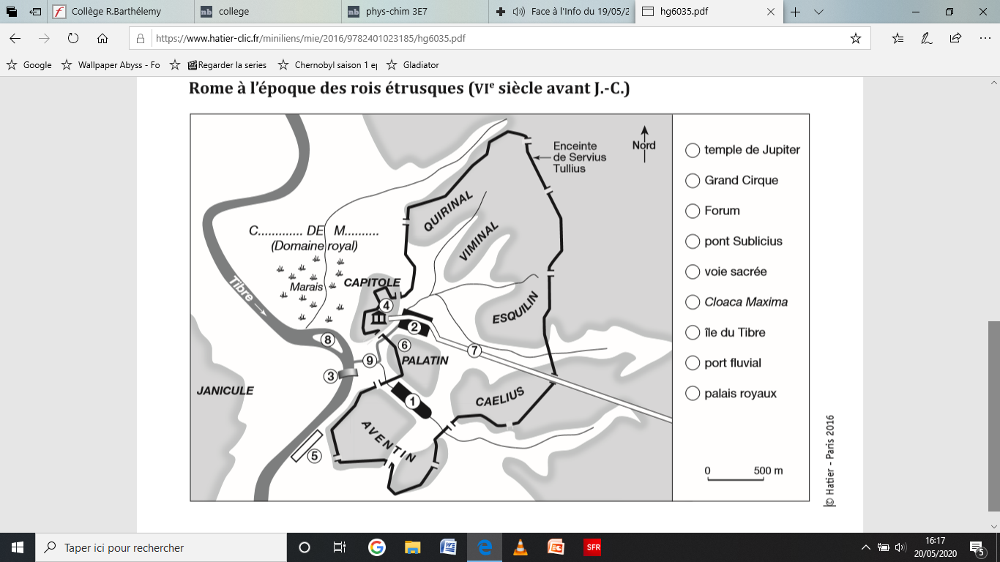 Collège R.Barthélemy
college
phys-chim 3E7
Face à l'Info du 19/05/2
hg6035.pdf
https://www.hatier-clic.fr/miniliens/mie/2016/9782401023185/hg6035.pdf
Google
Wallpaper Abyss - Fo
Regarder la series
Chernobyl saison 1 e
Gladiator
Rome à l'époque des rois étrusques (VIe siècle avant J.-C.)
Enceinte
de Servius
Tullius
Nord
QUIRINAL
VIMINAL
C............. DE M..........
(Domaine royal)
Marais
Tibre
CAPITOLE
4
ESQUILIN
2
8
6
7
9
PALATIN
3
JANICULE
1
CAELIUS
AVENTIN
5
temple de Jupiter
Grand Cirque
Forum
pont Sublicius
voie sacrée
Cloaca Maxima
île du Tibre
port fluvial
palais royaux
0 500 m
© Hatier - Paris 2016
Taper ici pour rechercher
SFR
16:17
20/05/2020
5